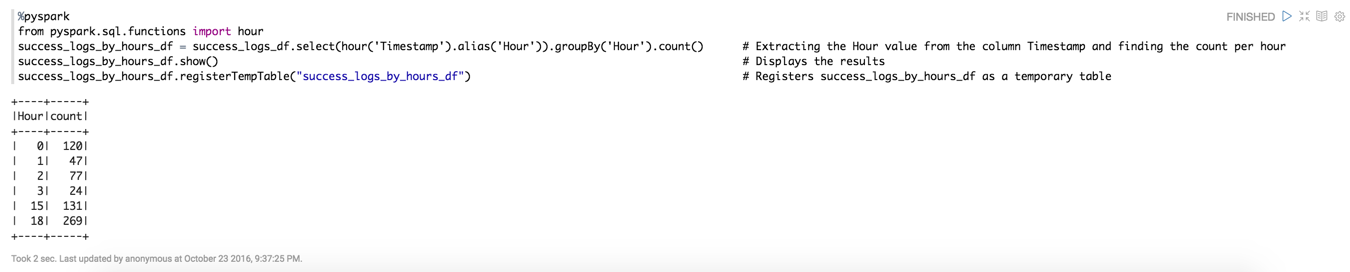 %pyspark
FINISHED
from pyspark.sql.functions import hour
success_logs_by_hours_df = success_logs_df.select(hour('Timestamp').alias('Hour')).groupBy('Hour').count()      # Extracting the Hour value from the column Timestamp and finding the count per hour
success_logs_by_hours_df.show()      # Displays the results
success_logs_by_hours_df.registerTempTable("success_logs_by_hours_df")      # Registers success_logs_by_hours_df as a temporary table
+----+-----+
|Hour|count|
+----+-----+
|   0|  120|
|   1|   47|
|   2|   77|
|   3|   24|
|  15|  131|
|  18|  269|
+----+-----+
Took 2 sec. Last updated by anonymous at October 23 2016, 9:37:25 PM.